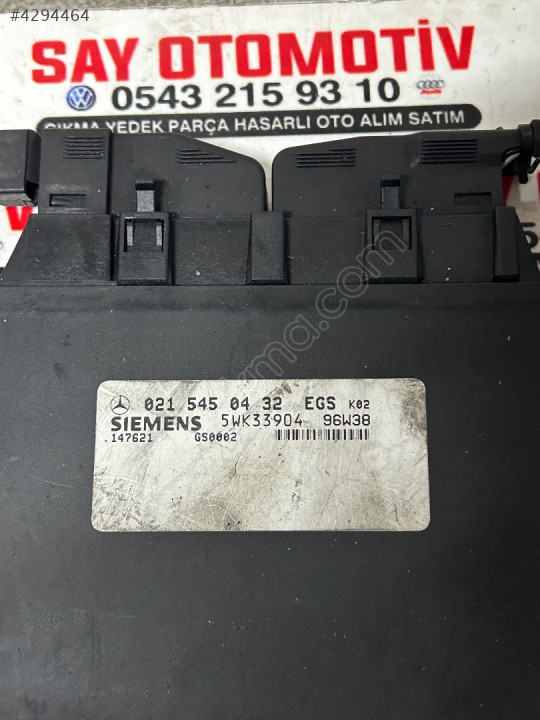 #4294464
SAY OTOMOTİV
0543 215 93 10
ÇIKMA YEDEK PARÇA HASARLI OTO ALIM SATIM
021 545 04 32 EGS K02
SIEMENS 5WK33904 96W38
.147621 GS0002